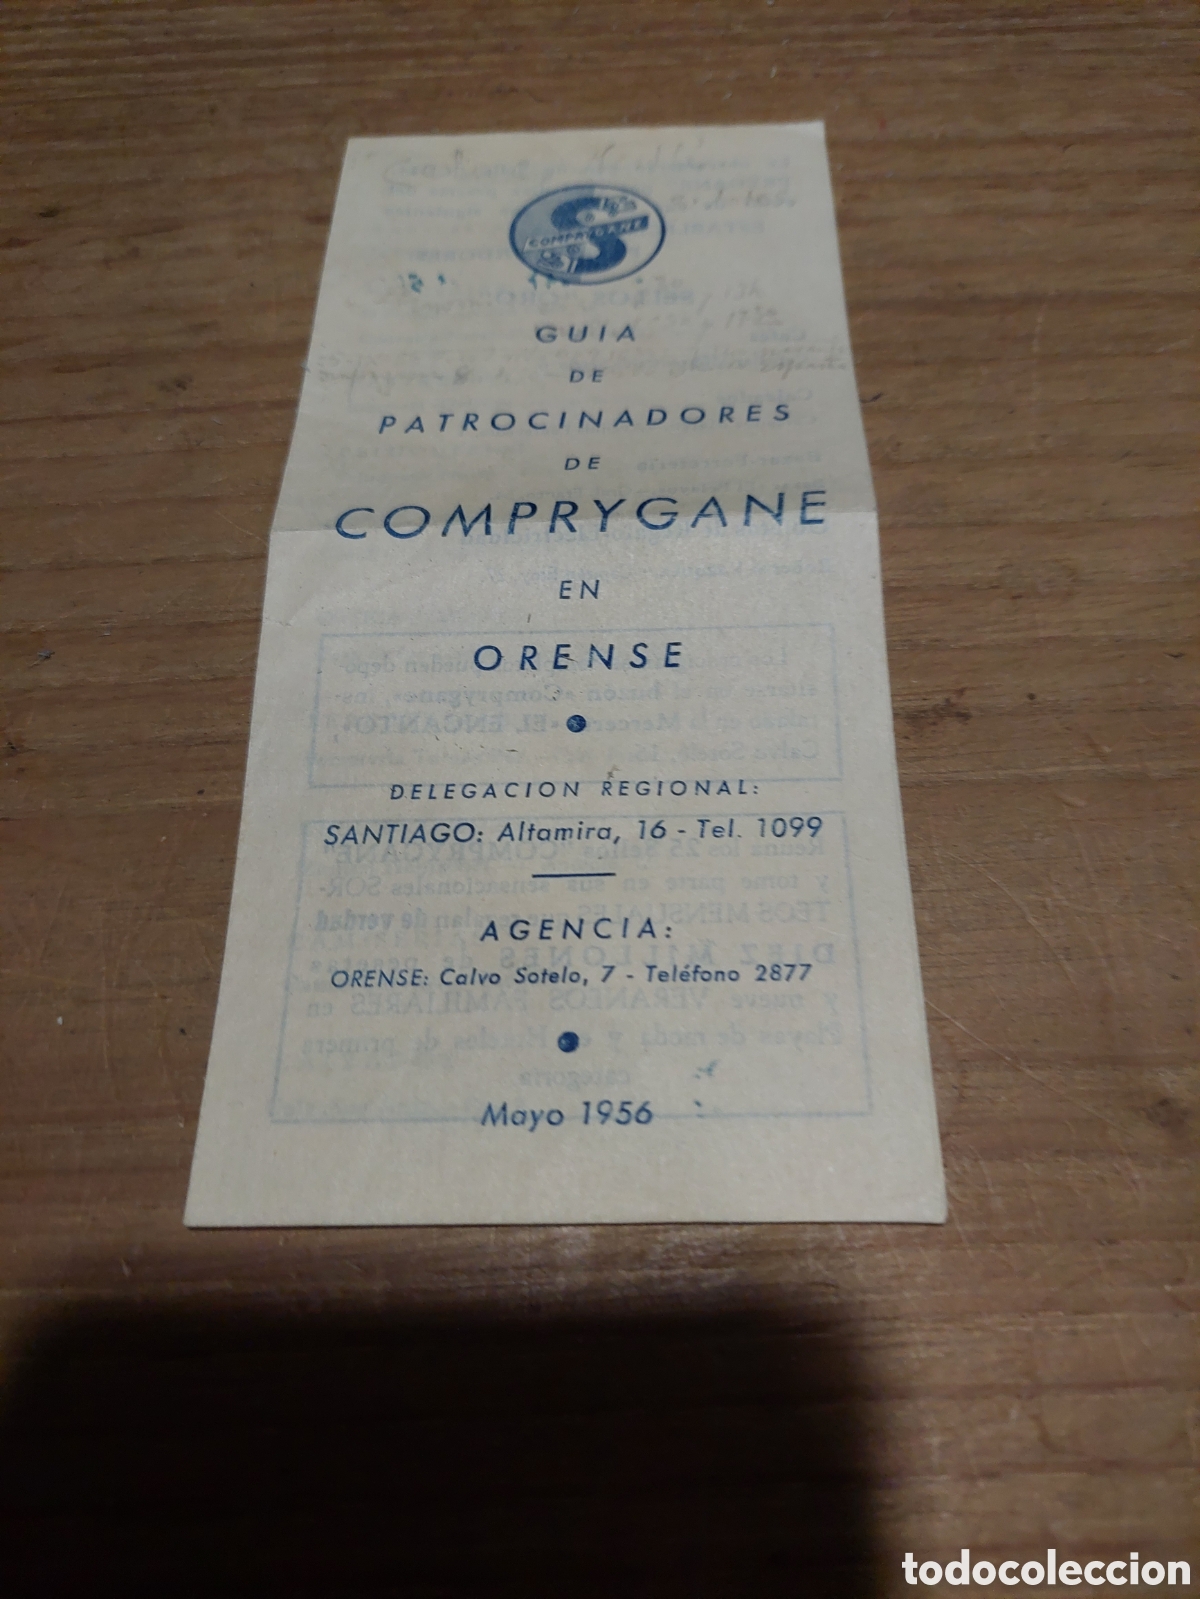 COMPRYGANE
GUIA
DE
PATROCINADORES
DE
COMPRYGANE
EN
ORENSE
DELEGACION REGIONAL:
SANTIAGO: Altamira, 16 - Tel. 1099
AGENCIA:
ORENSE: Calvo Sotelo, 7 - Teléfono 2877
Mayo 1956
todocoleccion